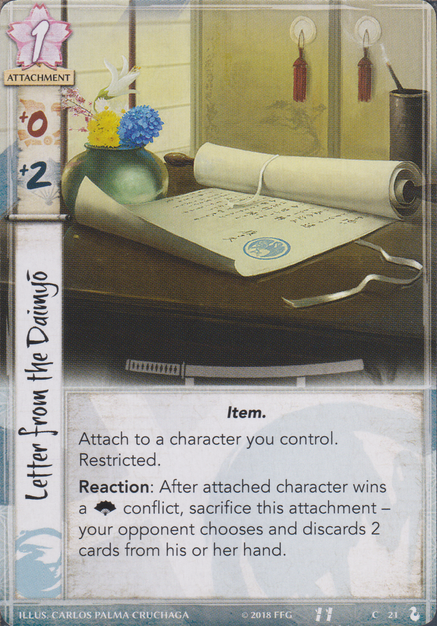 1
ATTACHMENT
+0
+2
Letter from the Daimyō
Item.
Attach to a character you control.
Restricted.
Reaction: After attached character wins
a conflict, sacrifice this attachment –
your opponent chooses and discards 2
cards from his or her hand.
ILLUS. CARLOS PALMA CRUCHAGA © 2018 FFG 11 C 21